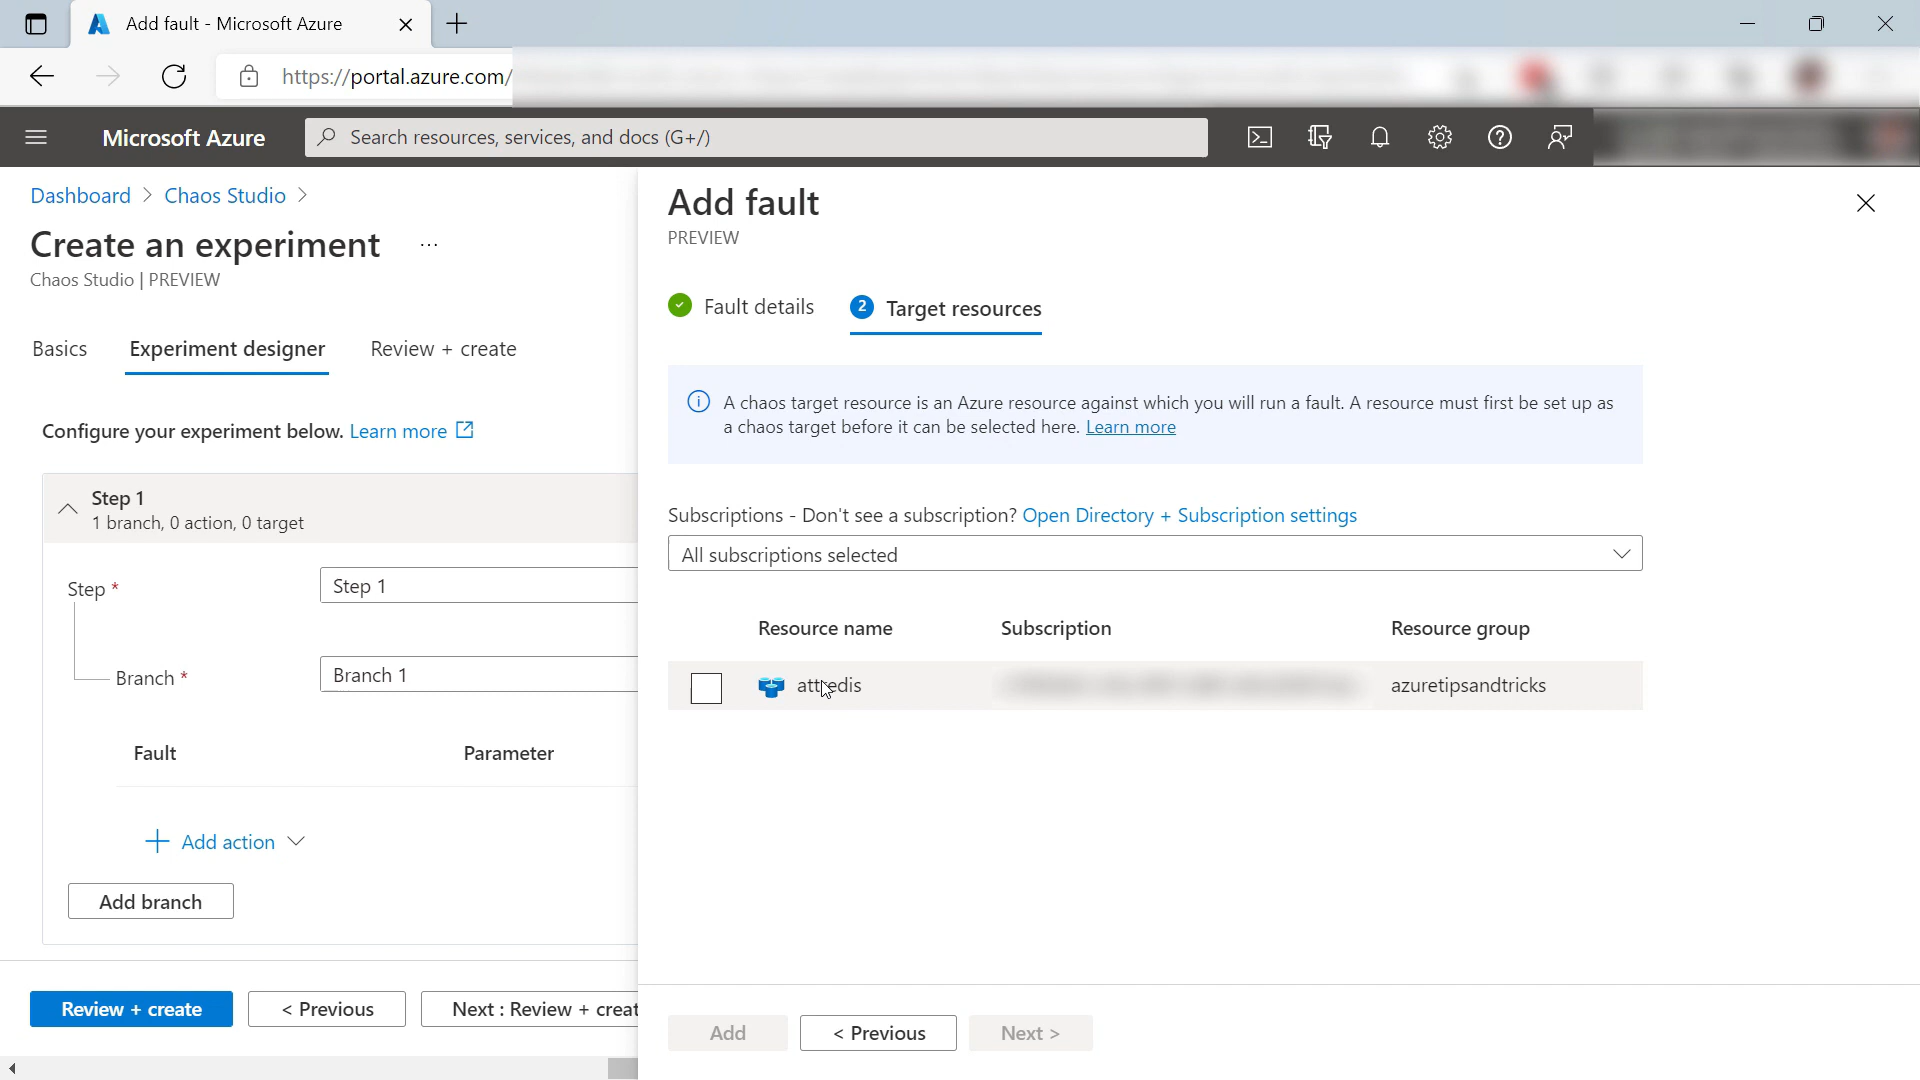 Add fault - Microsoft Azure
https://portal.azure.com/
Microsoft Azure
Search resources, services, and docs (G+/)
Dashboard > Chaos Studio >
Create an experiment ...
Chaos Studio | PREVIEW
Basics
Experiment designer
Review + create
Configure your experiment below. Learn more
Step 1
1 branch, 0 action, 0 target
Step *
Step 1
Branch *
Branch 1
Fault
Parameter
Add action
Add branch
Review + create
< Previous
Next : Review + creat
Add fault
PREVIEW
Fault details
2 Target resources
A chaos target resource is an Azure resource against which you will run a fault. A resource must first be set up as
a chaos target before it can be selected here. Learn more
Subscriptions - Don't see a subscription? Open Directory + Subscription settings
All subscriptions selected
Resource name
Subscription
Resource group
attredis
azuretipsandtricks
Add
< Previous
Next >